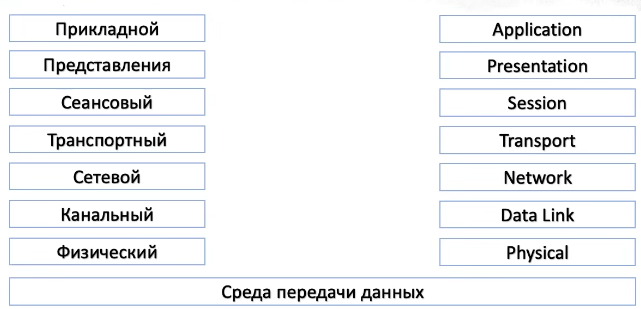 Прикладной
Application
Представления
Presentation
Сеансовый
Session
Транспортный
Transport
Сетевой
Network
Канальный
Data Link
Физический
Physical
Среда передачи данных